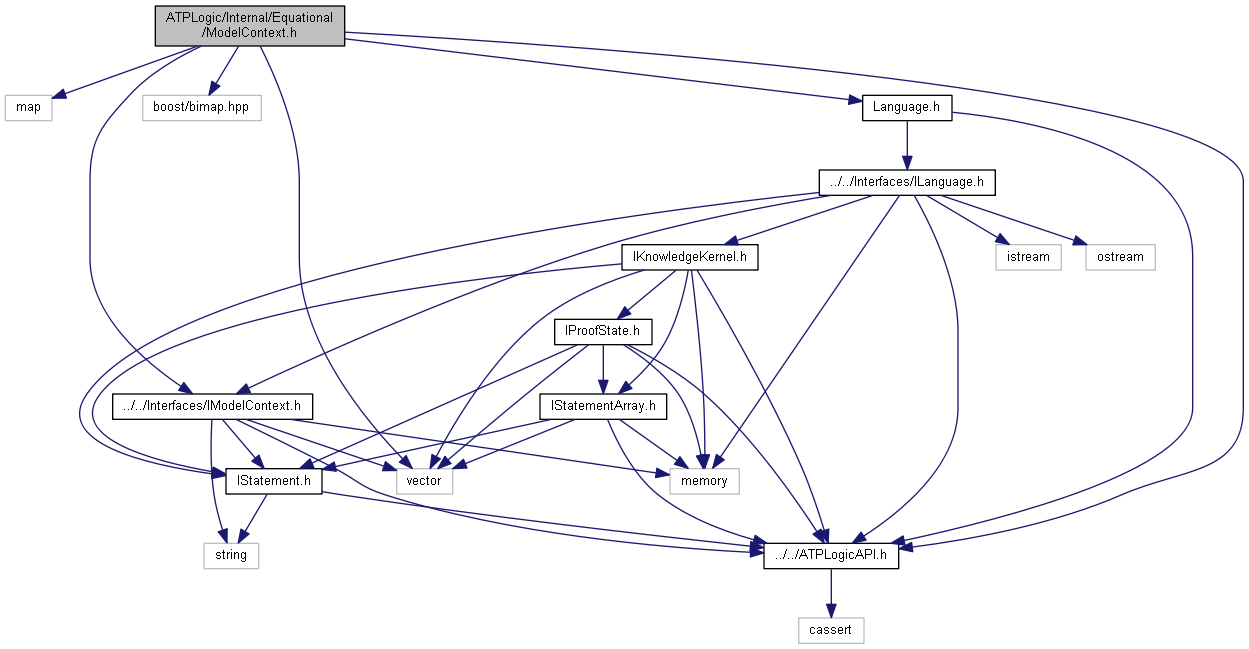 ATPLogic/Internal/Equational
/ModelContext.h
map
boost/bimap.hpp
Language.h
../../Interfaces/ILanguage.h
IKnowledgeKernel.h
istream
ostream
IProofState.h
../../Interfaces/IModelContext.h
IStatementArray.h
IStatement.h
vector
memory
string
../../ATPLogicAPI.h
cassert